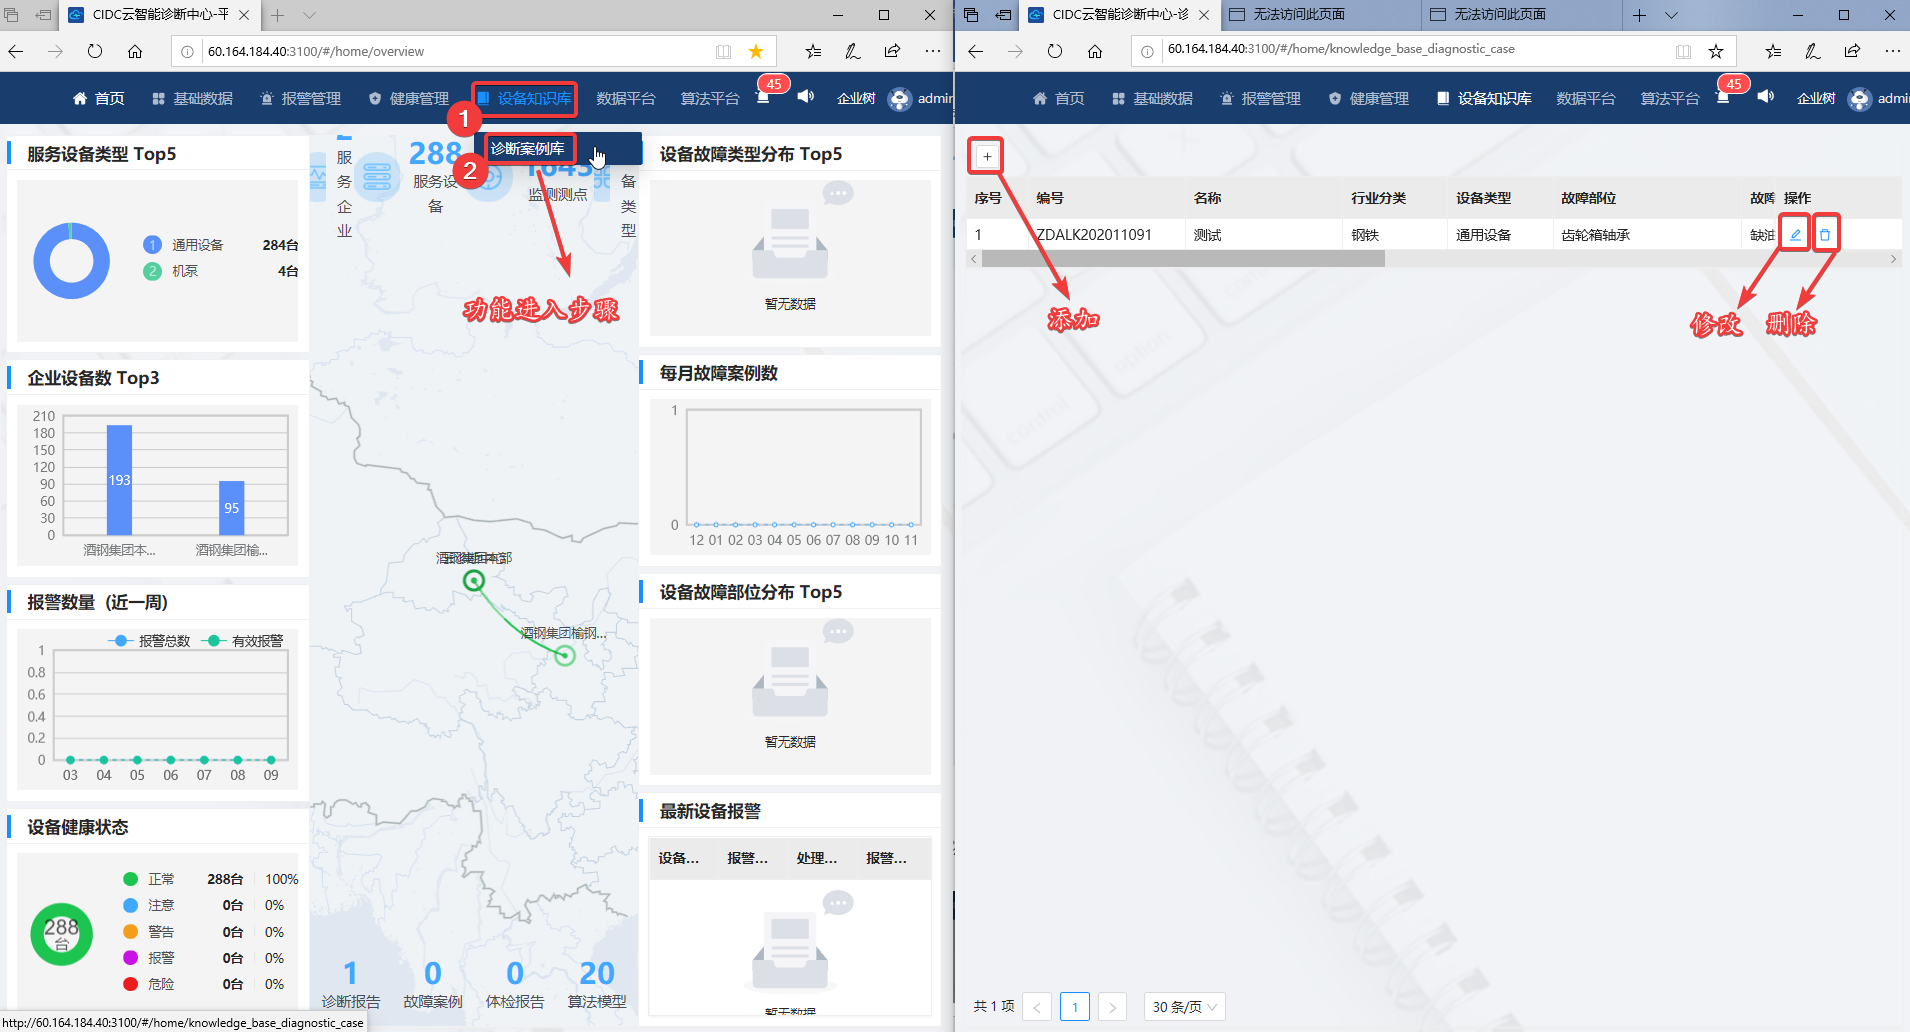 CIDC云智能诊断中心-平
60.164.184.40:3100/#/home/overview
首页
基础数据
报警管理
健康管理
设备知识库
数据平台
算法平台
45
企业树
admin
1
诊断案例库
2
功能进入步骤
服务设备类型 Top5
1 通用设备 284台
2 机泵 4台
企业设备数 Top3
210
180
150
120
90
60
30
0
193
95
酒钢集团本...
酒钢集团榆...
报警数量（近一周）
报警总数
有效报警
1
0.8
0.6
0.4
0.2
0
03 04 05 06 07 08 09
设备健康状态
288
台
正常 288台 100%
注意 0台 0%
警告 0台 0%
报警 0台 0%
危险 0台 0%
http://60.164.184.40:3100/#/home/knowledge_base_diagnostic_case
服务企业
288
服务设备
1645
监测测点
备类型
酒钢集团榆钢...
1
诊断报告
0
故障案例
0
体检报告
20
算法模型
设备故障类型分布 Top5
暂无数据
每月故障案例数
1
0
12 01 02 03 04 05 06 07 08 09 10 11
设备故障部位分布 Top5
暂无数据
最新设备报警
设备... 报警... 处理... 报警...
暂无数据
CIDC云智能诊断中心-诊
无法访问此页面
无法访问此页面
60.164.184.40:3100/#/home/knowledge_base_diagnostic_case
首页
基础数据
报警管理
健康管理
设备知识库
数据平台
算法平台
45
企业树
admi
+
序号 编号 名称 行业分类 设备类型 故障部位 故障 操作
1 ZDALK202011091 测试 钢铁 通用设备 齿轮箱轴承 缺油
添加
修改
删除
option
control
共 1 项
1
30 条/页